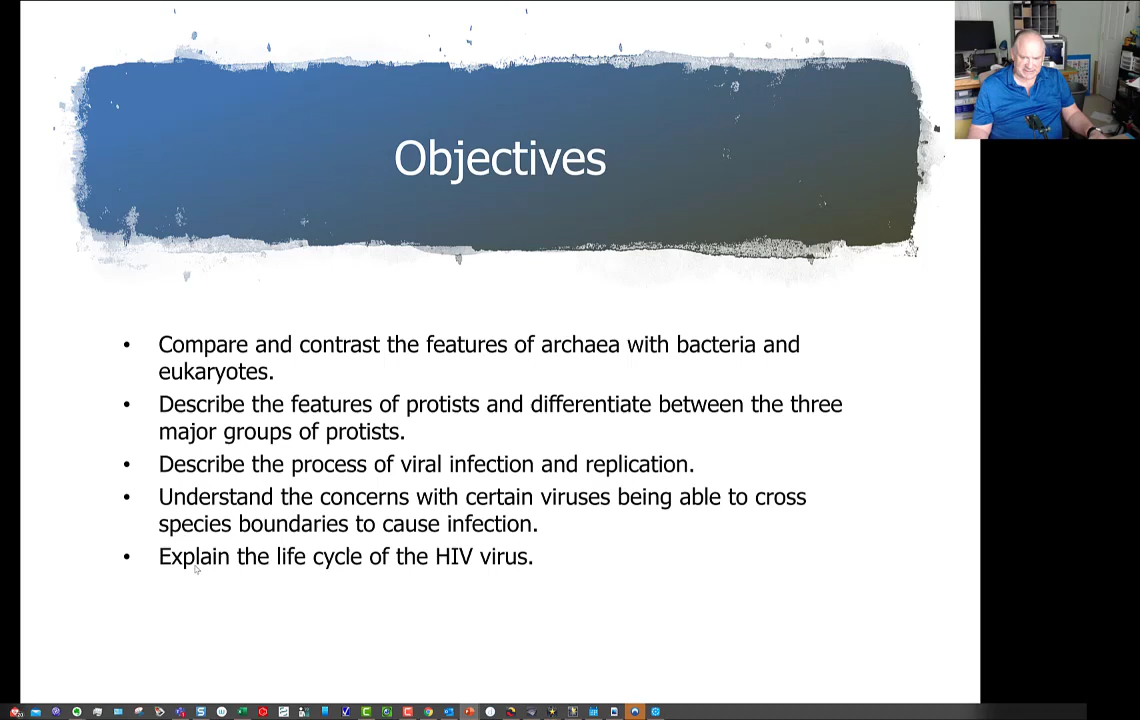 Objectives
• Compare and contrast the features of archaea with bacteria and
eukaryotes.
• Describe the features of protists and differentiate between the three
major groups of protists.
• Describe the process of viral infection and replication.
• Understand the concerns with certain viruses being able to cross
species boundaries to cause infection.
• Explain the life cycle of the HIV virus.